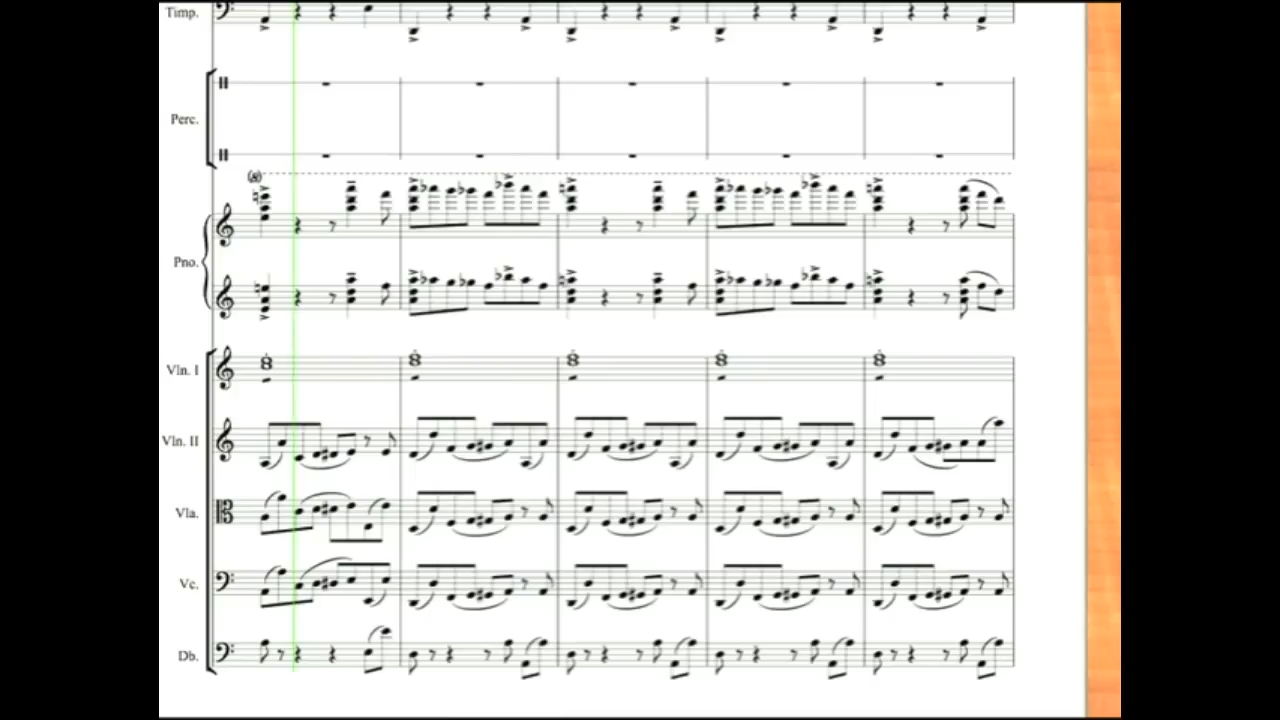 Timp.
Perc.
(8)
Pno.
Vln. I
Vln. II
Vla.
Vc.
Db.